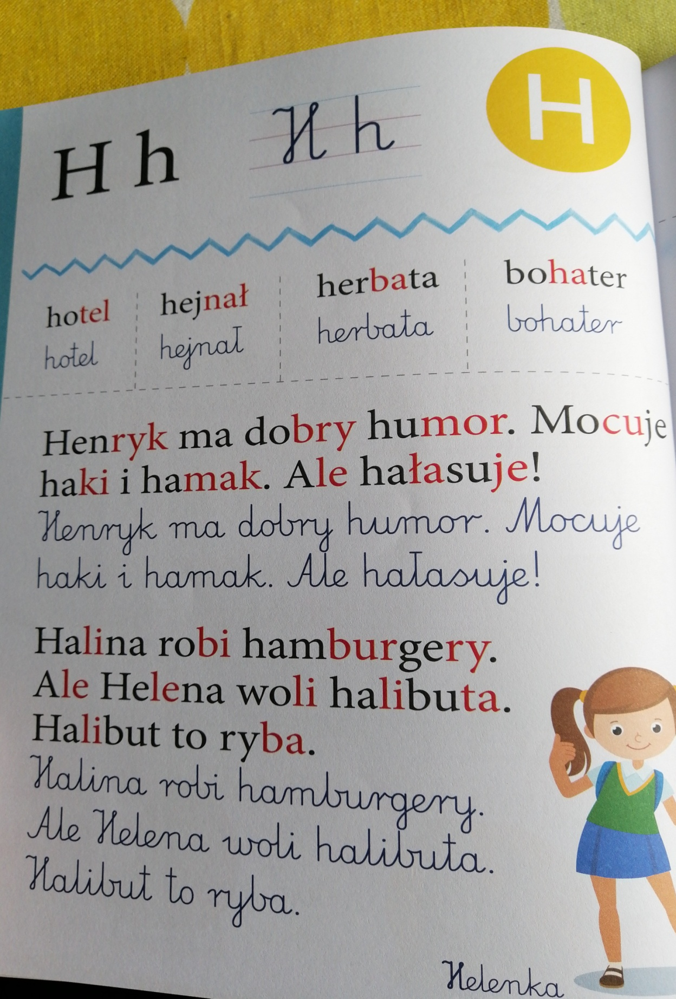 H h H h H
hotel hejnał herbata bohater
hotel hejnał herbata bohater
Henryk ma dobry humor. Mocuje
haki i hamak. Ale hałasuje!
Henryk ma dobry humor. Mocuje
haki i hamak. Ale hałasuje!
Halina robi hamburgery.
Ale Helena woli halibuta.
Halibut to ryba.
Halina robi hamburgery.
Ale Helena woli halibuta.
Halibut to ryba.
Helenka